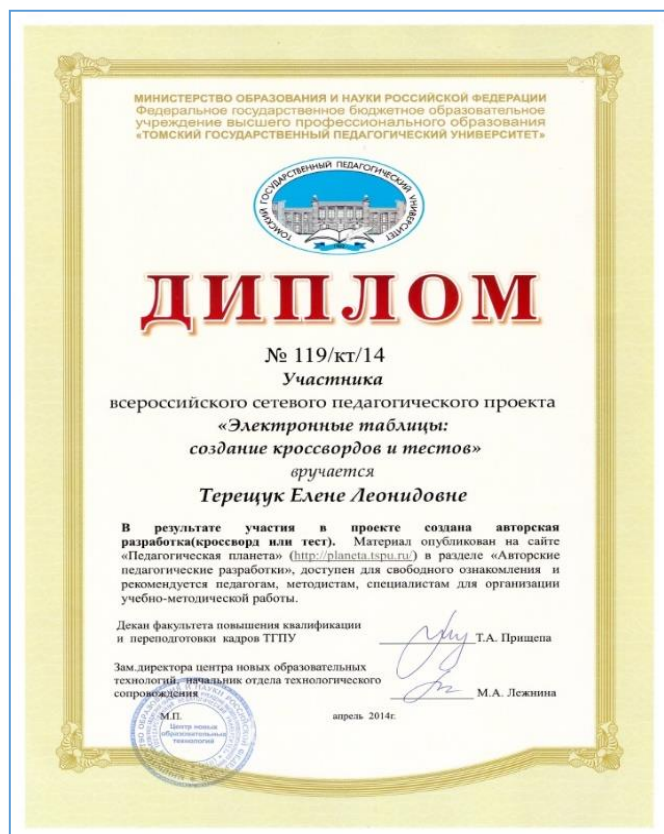 МИНИСТЕРСТВО ОБРАЗОВАНИЯ И НАУКИ РОССИЙСКОЙ ФЕДЕРАЦИИ
Федеральное государственное бюджетное образовательное
учреждение высшего профессионального образования
«ТОМСКИЙ ГОСУДАРСТВЕННЫЙ ПЕДАГОГИЧЕСКИЙ УНИВЕРСИТЕТ»
ТОМСКИЙ ГОСУДАРСТВЕННЫЙ ПЕДАГОГИЧЕСКИЙ УНИВЕРСИТЕТ
ДИПЛОМ
№ 119/кт/14
Участника
всероссийского сетевого педагогического проекта
«Электронные таблицы:
создание кроссвордов и тестов»
вручается
Терещук Елене Леонидовне
В результате участия в проекте создана авторская
разработка(кроссворд или тест). Материал опубликован на сайте
«Педагогическая планета» (http://planeta.tspu.ru/) в разделе «Авторские
педагогические разработки», доступен для свободного ознакомления и
рекомендуется педагогам, методистам, специалистам для организации
учебно-методической работы.
Декан факультета повышения квалификации
и переподготовки кадров ТГПУ Т.А. Прищепа
Зам.директора центра новых образовательных
технологий, начальник отдела технологического
сопровождения М.А. Лежнина
М.П. апрель 2014г.
Центр новых
образовательных
технологий